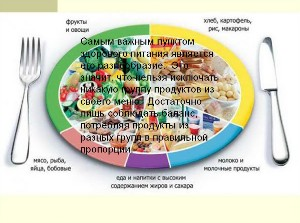 фрукты
и овощи
хлеб, картофель,
рис, макароны
Самым важным пунктом
здорового питания является
его разнообразие. Это
значит, что нельзя исключать
никакую группу продуктов из
своего меню. Достаточно
лишь соблюдать баланс,
потребляя продукты из
разных групп в правильной
пропорции
мясо, рыба,
яйца, бобовые
еда и напитки с высоким
содержанием жиров и сахара
молоко и
молочные продукты